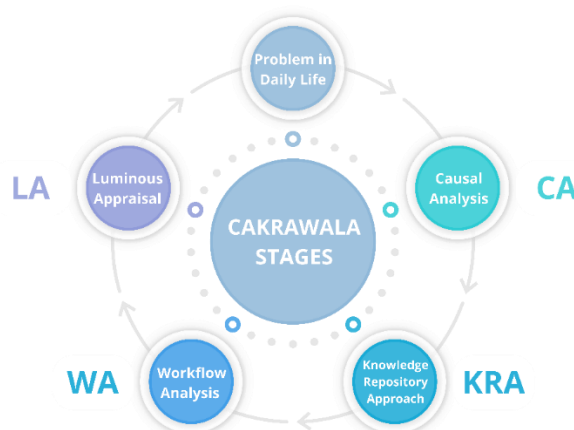 Problem in
Daily Life
LA
Luminous
Appraisal
Causal
Analysis
CA
CAKRAWALA
STAGES
WA
Workflow
Analysis
Knowledge
Repository
Approach
KRA